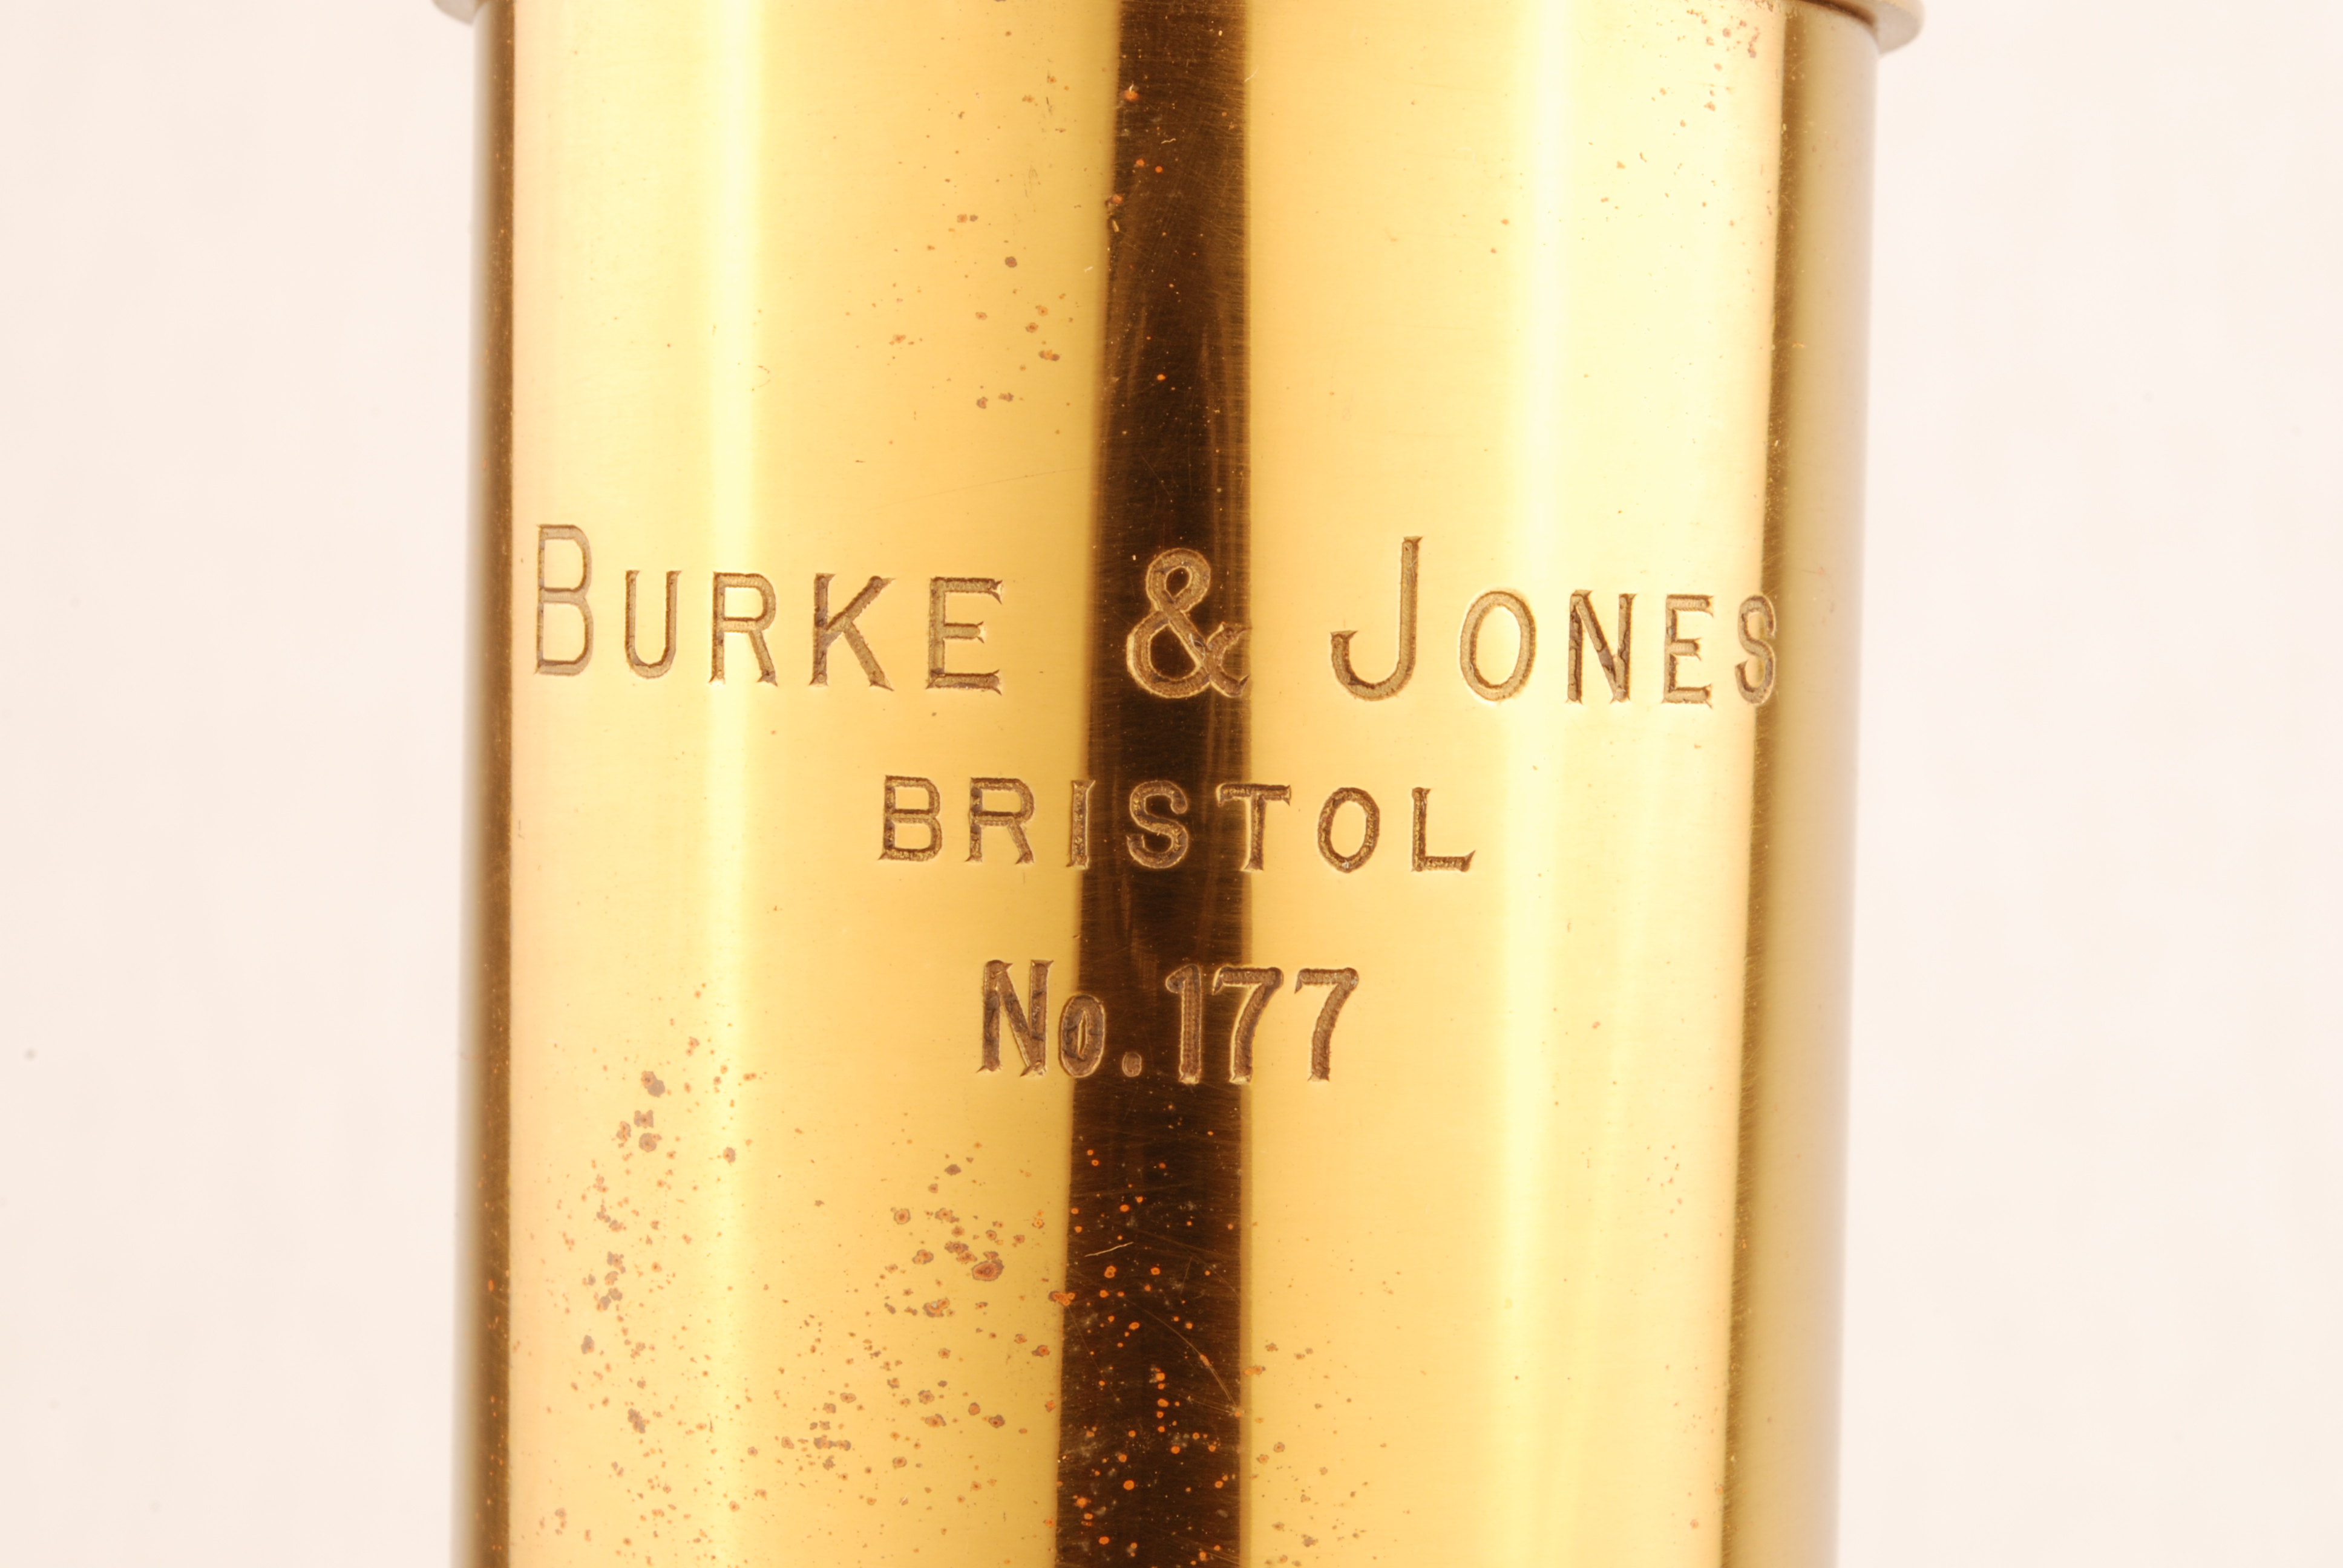 BURKE & JONES
BRISTOL
No. 177